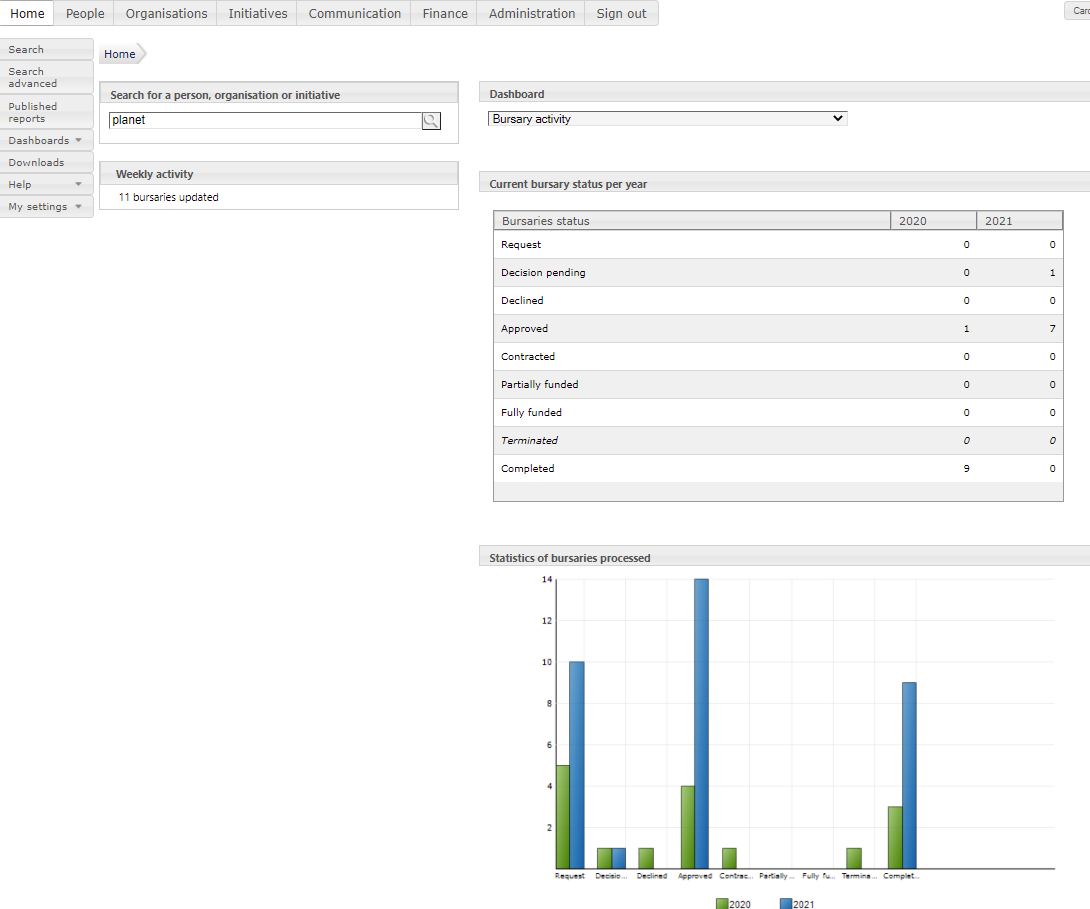 Home People Organisations Initiatives Communication Finance Administration Sign out
Search
Search
advanced
Published
reports
Dashboards
Downloads
Help
My settings
Home
Search for a person, organisation or initiative
planet
Weekly activity
11 bursaries updated
Dashboard
Bursary activity
Current bursary status per year
Bursaries status 2020 2021
Request 0 0
Decision pending 0 1
Declined 0 0
Approved 1 7
Contracted 0 0
Partially funded 0 0
Fully funded 0 0
Terminated 0 0
Completed 9 0
Statistics of bursaries processed
14
12
10
8
6
4
2
Request Decisio... Declined Approved Contrac... Partially ... Fully fu... Termina... Complet...
2020 2021